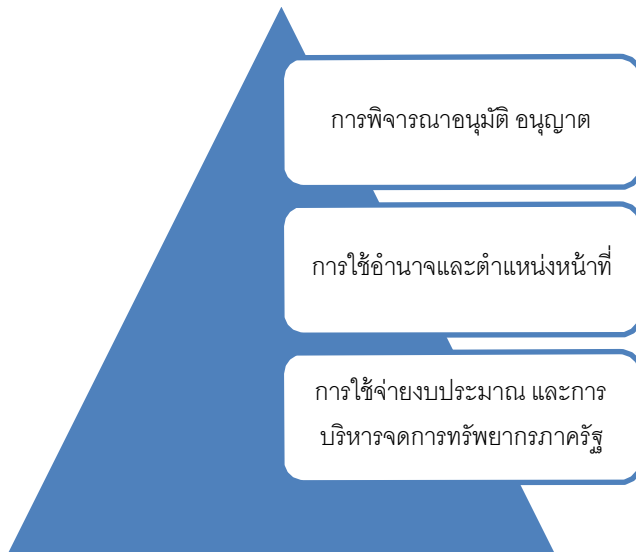 การพิจารณาอนุมัติ อนุญาต
การใช้อำนาจและตำแหน่งหน้าที่
การใช้จ่ายงบประมาณ และการ
บริหารจดการทรัพยากรภาครัฐ